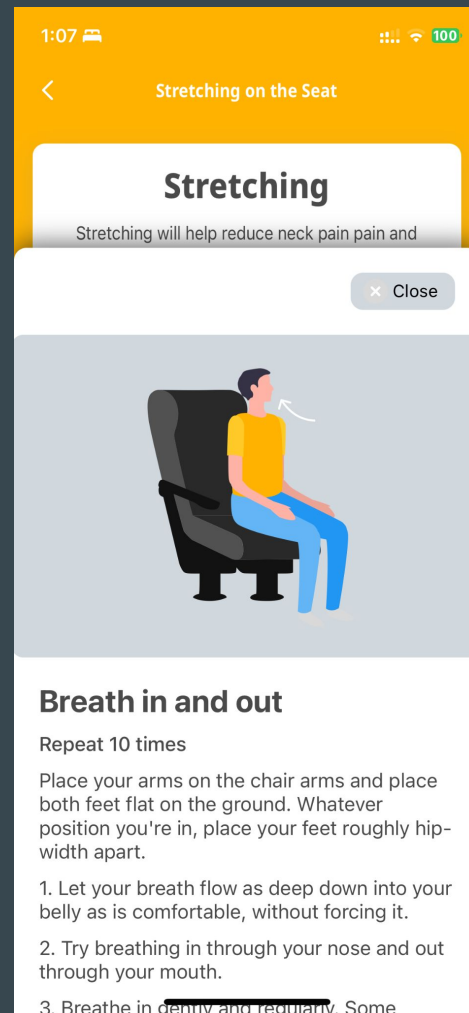 1:07
100
Stretching on the Seat
Stretching
Stretching will help reduce neck pain pain and
Close
Breath in and out
Repeat 10 times
Place your arms on the chair arms and place
both feet flat on the ground. Whatever
position you're in, place your feet roughly hip-
width apart.
1. Let your breath flow as deep down into your
belly as is comfortable, without forcing it.
2. Try breathing in through your nose and out
through your mouth.
3. Breathe in gently and regularly. Some